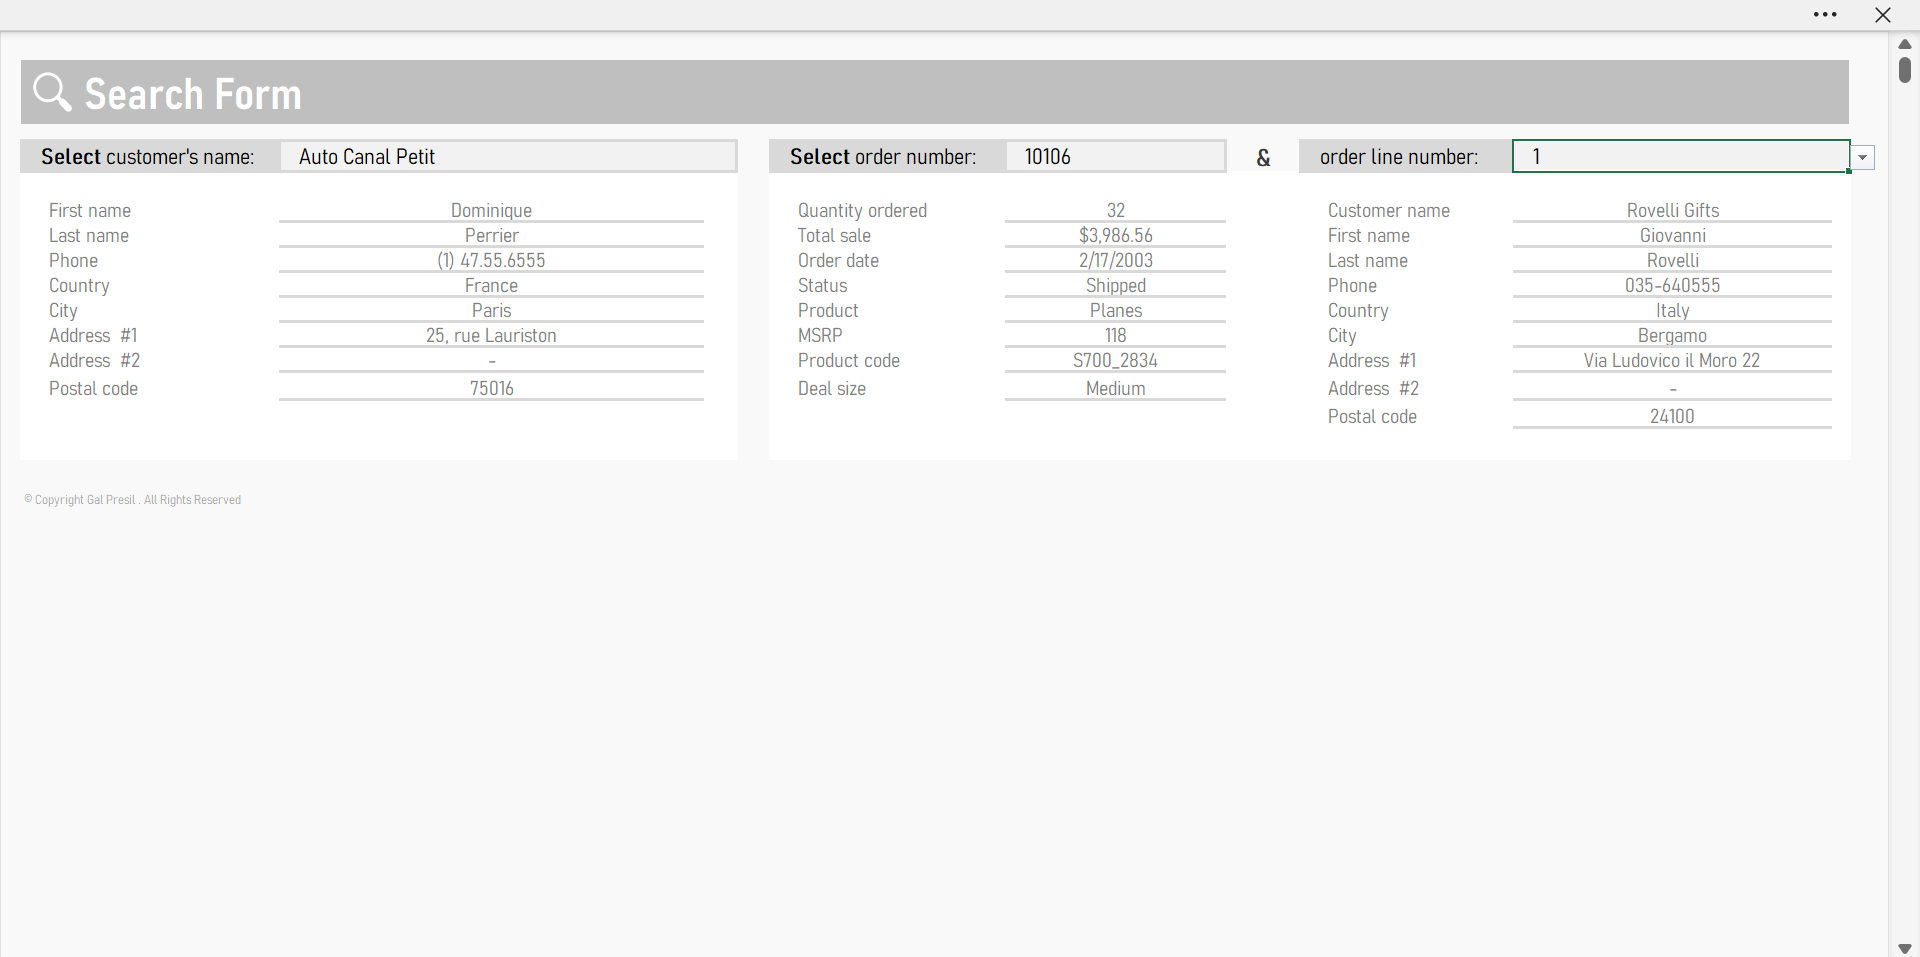 Search Form
Select customer's name: Auto Canal Petit
First name Dominique
Last name Perrier
Phone (1) 47.55.6555
Country France
City Paris
Address #1 25, rue Lauriston
Address #2 -
Postal code 75016
Select order number: 10106 & order line number: 1
Quantity ordered 32
Total sale $3,986.56
Order date 2/17/2003
Status Shipped
Product Planes
MSRP 118
Product code S700_2834
Deal size Medium
Customer name Rovelli Gifts
First name Giovanni
Last name Rovelli
Phone 035-640555
Country Italy
City Bergamo
Address #1 Via Ludovico il Moro 22
Address #2 -
Postal code 24100
© Copyright Gal Presil . All Rights Reserved